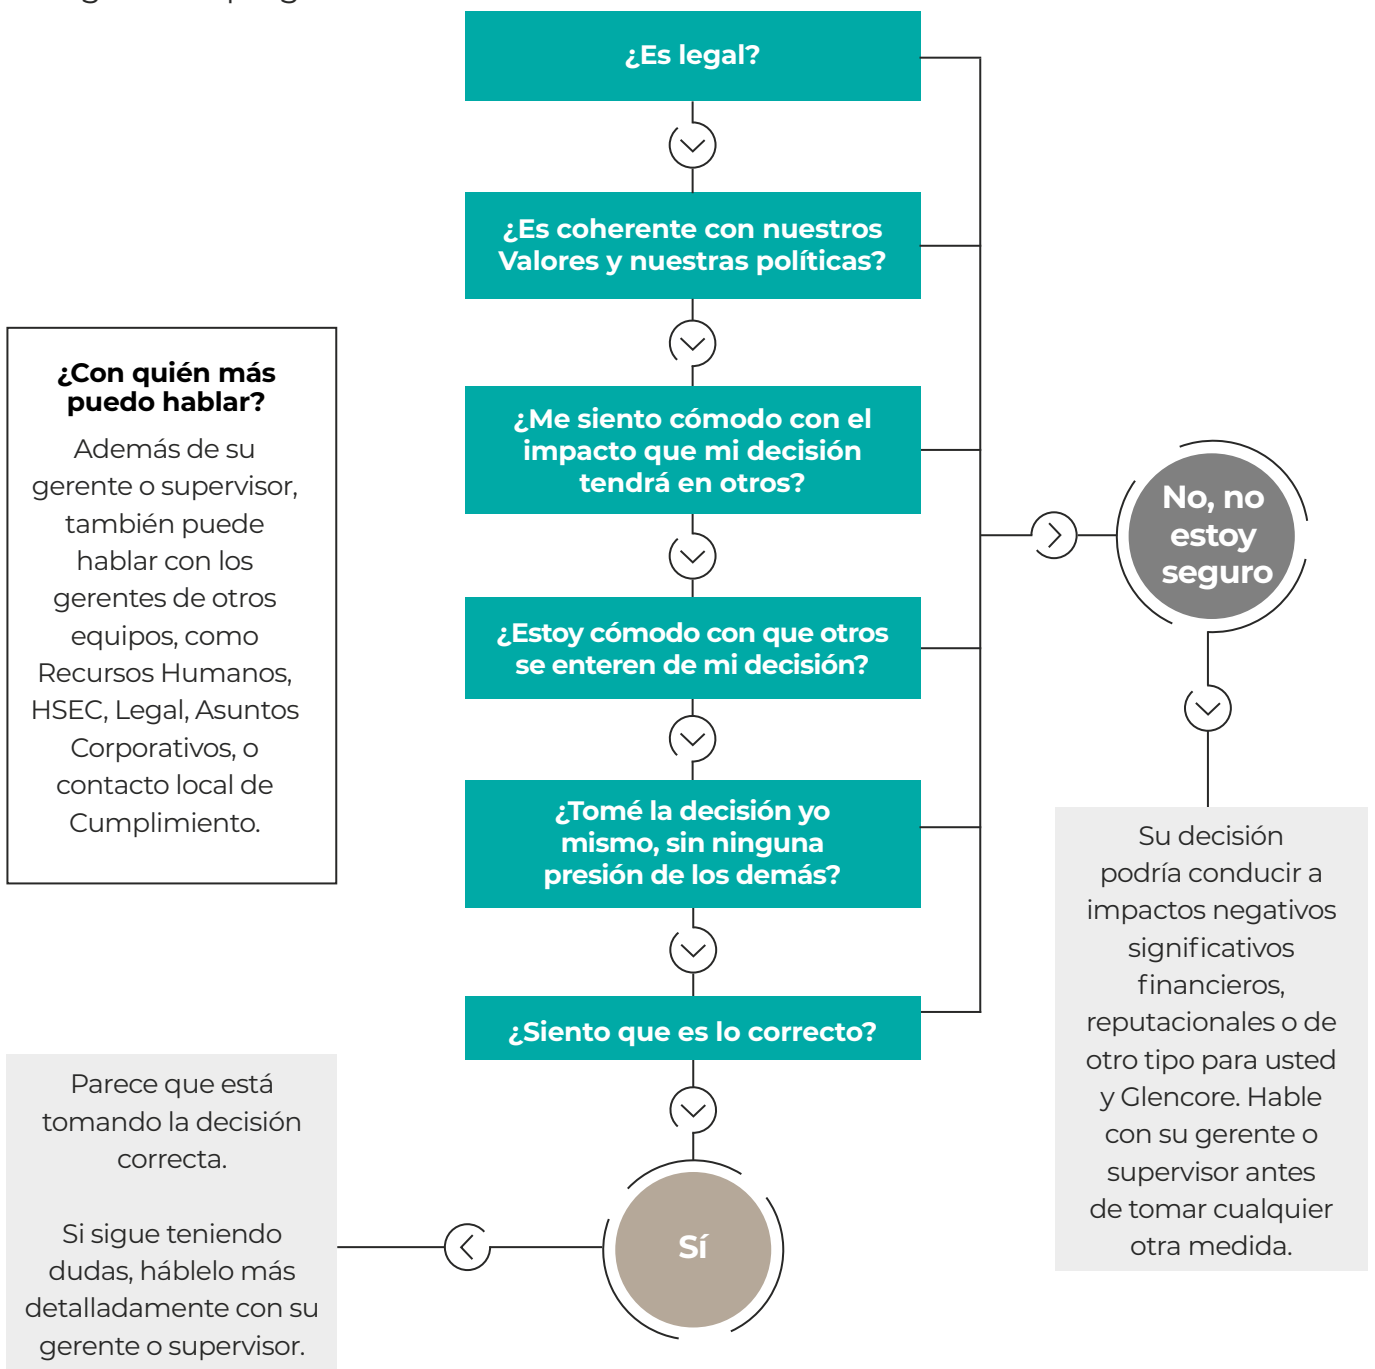 ¿Es legal?
¿Es coherente con nuestros
Valores y nuestras políticas?
¿Me siento cómodo con el
impacto que mi decisión
tendrá en otros?
¿Estoy cómodo con que otros
se enteren de mi decisión?
¿Tomé la decisión yo
mismo, sin ninguna
presión de los demás?
¿Siento que es lo correcto?
Sí
No, no
estoy
seguro
Su decisión
podría conducir a
impactos negativos
significativos
financieros,
reputacionales o de
otro tipo para usted
y Glencore. Hable
con su gerente o
supervisor antes
de tomar cualquier
otra medida.
¿Con quién más
puedo hablar?
Además de su
gerente o supervisor,
también puede
hablar con los
gerentes de otros
equipos, como
Recursos Humanos,
HSEC, Legal, Asuntos
Corporativos, o
contacto local de
Cumplimiento.
Parece que está
tomando la decisión
correcta.
Si sigue teniendo
dudas, háblelo más
detalladamente con su
gerente o supervisor.